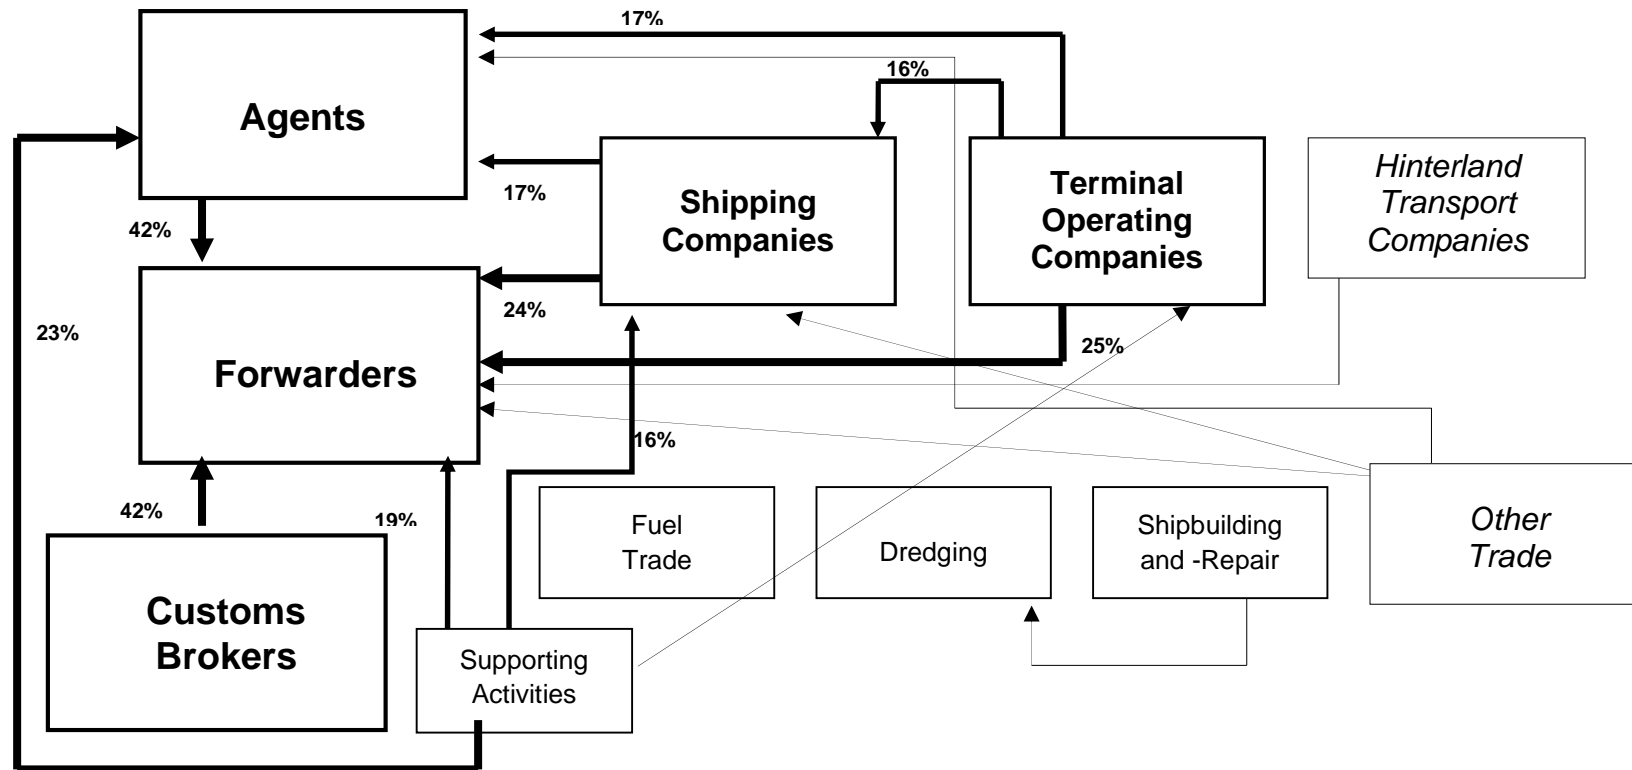 17%
16%
Agents
17%
42%
Shipping
Companies
Terminal
Operating
Companies
Hinterland
Transport
Companies
24%
23%
25%
Forwarders
16%
42%
19%
Fuel
Trade
Dredging
Shipbuilding
and -Repair
Other
Trade
Customs
Brokers
Supporting
Activities